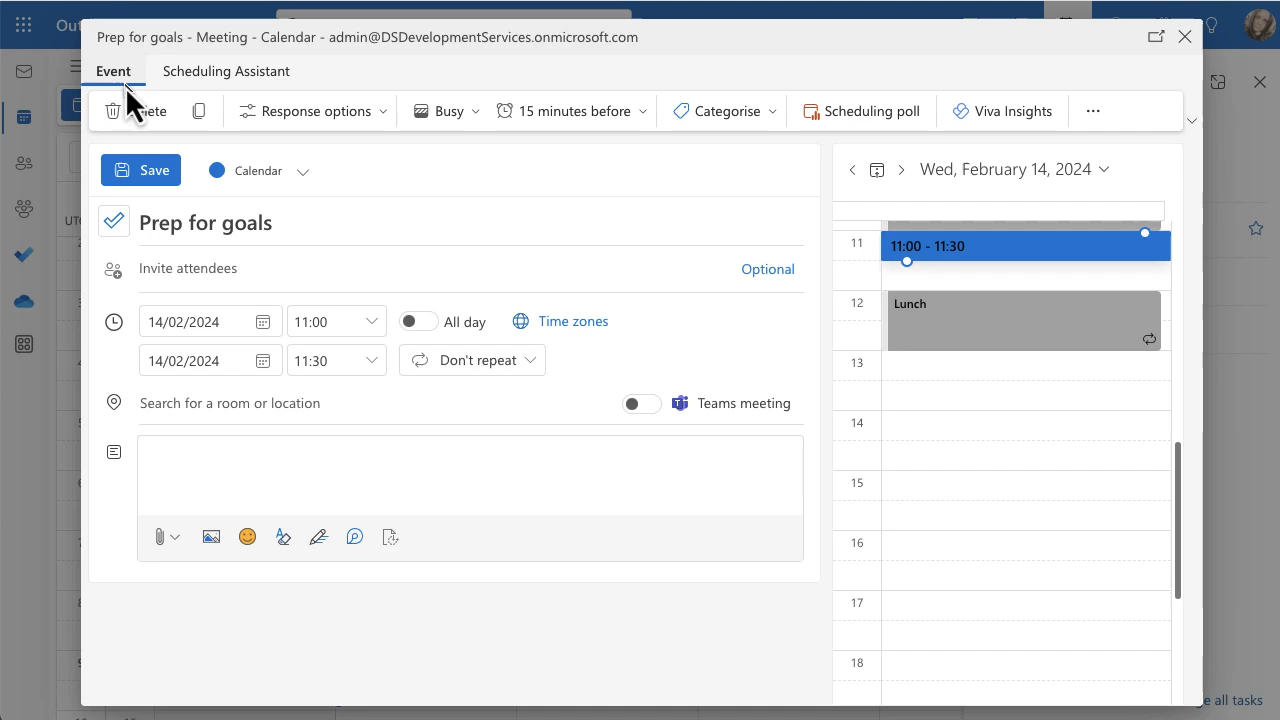 Out
Prep for goals - Meeting - Calendar - admin@DSDevelopmentServices.onmicrosoft.com
Event
Scheduling Assistant
Response options
Busy
15 minutes before
Categorise
Scheduling poll
Viva Insights
Save
Calendar
Wed, February 14, 2024
Prep for goals
Invite attendees
Optional
14/02/2024
11:00
All day
Time zones
14/02/2024
11:30
Don't repeat
Search for a room or location
Teams meeting
11
11:00 - 11:30
12
Lunch
13
14
15
16
17
18
all tasks